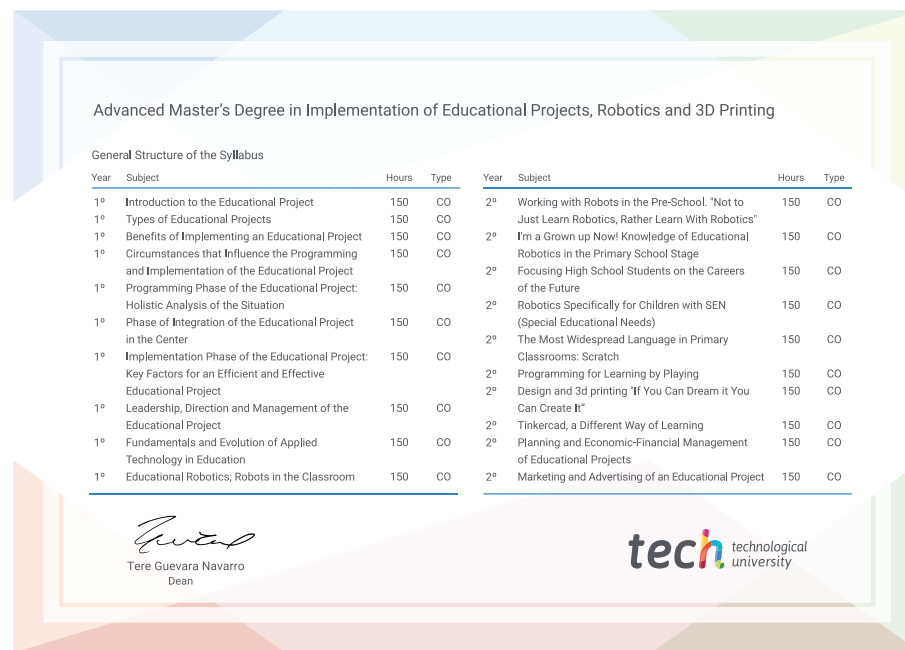 Advanced Master's Degree in Implementation of Educational Projects, Robotics and 3D Printing
General Structure of the Syllabus
Year Subject Hours Type
1º Introduction to the Educational Project 150 CO
1º Types of Educational Projects 150 CO
1º Benefits of Implementing an Educational Project 150 CO
1º Circumstances that Influence the Programming 150 CO
and Implementation of the Educational Project
1º Programming Phase of the Educational Project: 150 CO
Holistic Analysis of the Situation
1º Phase of Integration of the Educational Project 150 CO
in the Center
1º Implementation Phase of the Educational Project: 150 CO
Key Factors for an Efficient and Effective
Educational Project
1º Leadership, Direction and Management of the 150 CO
Educational Project
1º Fundamentals and Evolution of Applied 150 CO
Technology in Education
1º Educational Robotics; Robots in the Classroom 150 CO
Year Subject Hours Type
2º Working with Robots in the Pre-School. "Not to 150 CO
Just Learn Robotics, Rather Learn With Robotics"
2º I'm a Grown up Now! Knowledge of Educational 150 CO
Robotics in the Primary School Stage
2º Focusing High School Students on the Careers 150 CO
of the Future
2º Robotics Specifically for Children with SEN 150 CO
(Special Educational Needs)
2º The Most Widespread Language in Primary 150 CO
Classrooms: Scratch
2º Programming for Learning by Playing 150 CO
2º Design and 3d printing "If You Can Dream it You 150 CO
Can Create It"
2º Tinkercad, a Different Way of Learning 150 CO
2º Planning and Economic-Financial Management 150 CO
of Educational Projects
2º Marketing and Advertising of an Educational Project 150 CO
Tere Guevara Navarro
Dean
tech technological
university